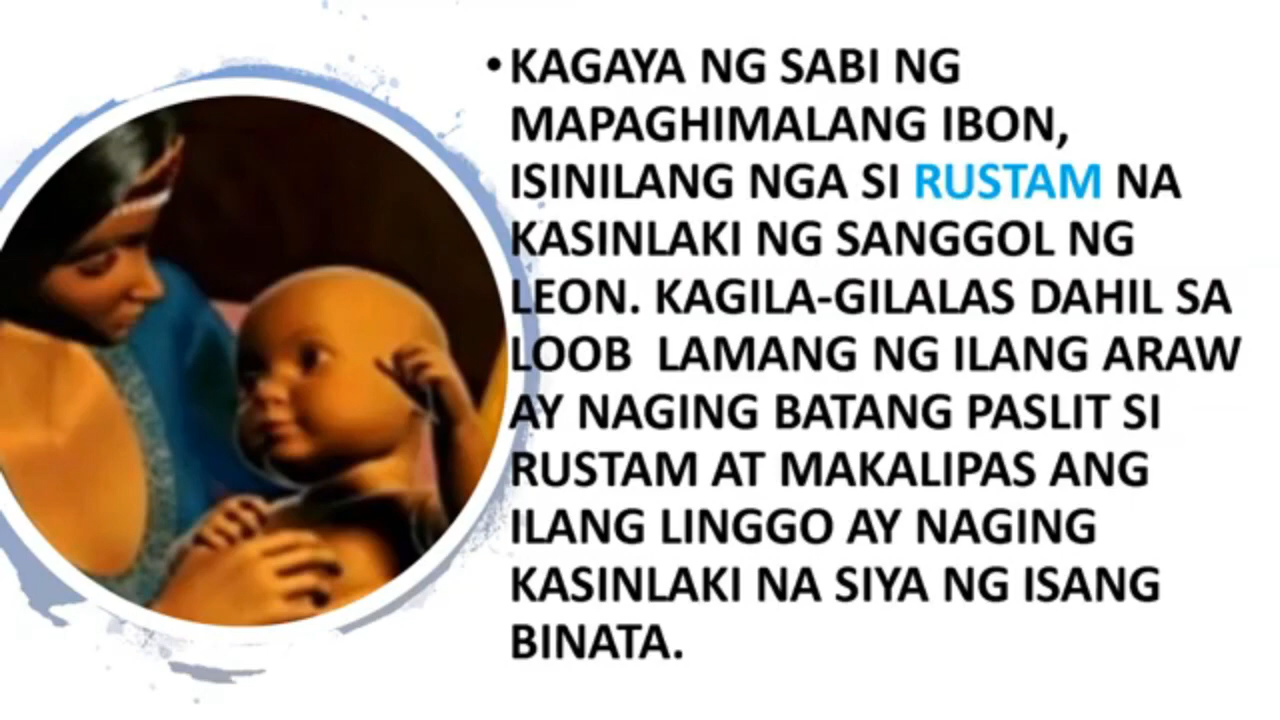 • KAGAYA NG SABI NG
MAPAGHIMALANG IBON,
ISINILANG NGA SI RUSTAM NA
KASINLAKI NG SANGGOL NG
LEON. KAGILA-GILALAS DAHIL SA
LOOB LAMANG NG ILANG ARAW
AY NAGING BATANG PASLIT SI
RUSTAM AT MAKALIPAS ANG
ILANG LINGGO AY NAGING
KASINLAKI NA SIYA NG ISANG
BINATA.